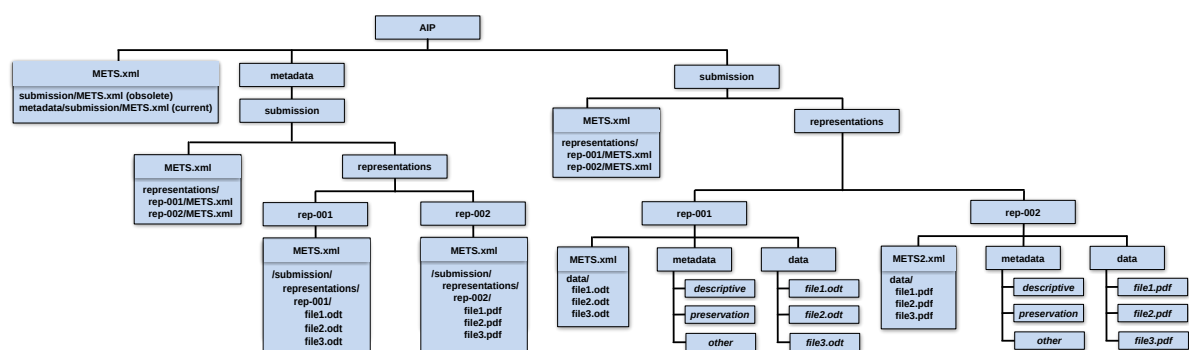 AIP
METS.xml
submission/METS.xml (obsolete)
metadata/submission/METS.xml (current)
metadata
submission
METS.xml
representations/
rep-001/METS.xml
rep-002/METS.xml
representations
rep-001
METS.xml
/submission/
representations/
rep-001/
file1.odt
file2.odt
file3.odt
rep-002
METS.xml
/submission/
representations/
rep-002/
file1.pdf
file2.pdf
file3.pdf
submission
METS.xml
representations/
rep-001/METS.xml
rep-002/METS.xml
representations
rep-001
METS.xml
data/
file1.odt
file2.odt
file3.odt
metadata
descriptive
preservation
other
data
file1.odt
file2.odt
file3.odt
rep-002
METS2.xml
data/
file1.pdf
file2.pdf
file3.pdf
metadata
descriptive
preservation
other
data
file1.pdf
file2.pdf
file3.pdf